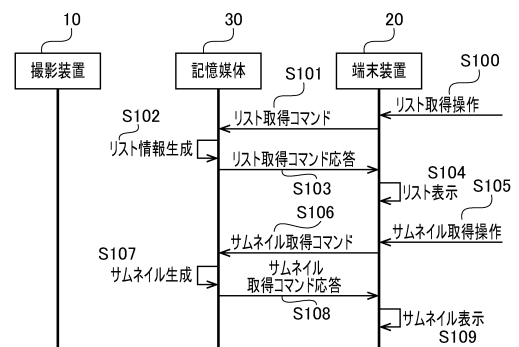 10
30
20
撮影装置
記憶媒体
端末装置
S100
リスト取得操作
S101
リスト取得コマンド
S102
リスト情報生成
リスト取得コマンド応答
S103
S104
リスト表示
S105
サムネイル取得操作
S106
サムネイル取得コマンド
S107
サムネイル生成
サムネイル
取得コマンド応答
S108
サムネイル表示
S109